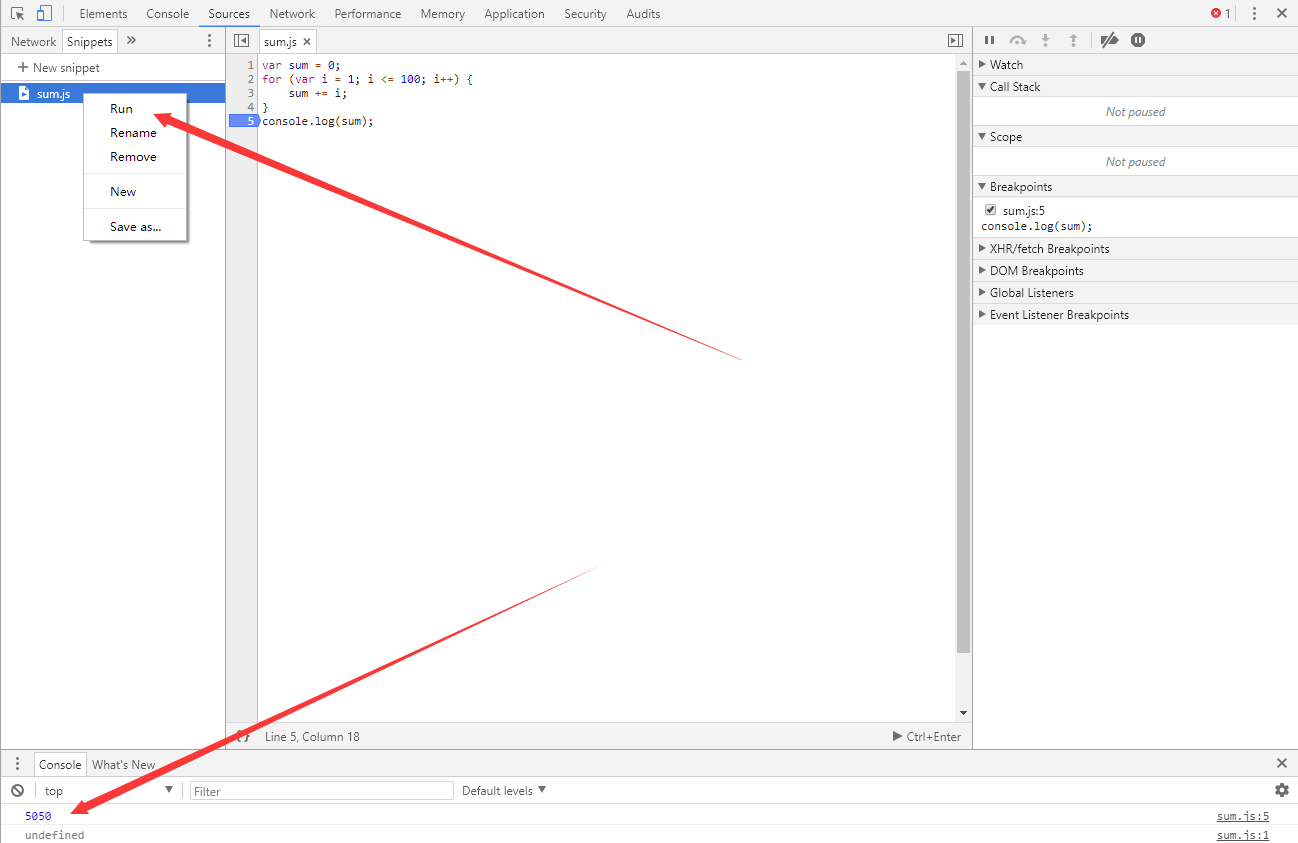 Elements Console Sources Network Performance Memory Application Security Audits 1
Network Snippets
New snippet
sum.js
Run
Rename
Remove
New
Save as...
sum.js
1 var sum = 0;
2 for (var i = 1; i <= 100; i++) {
3 sum += i;
4 }
5 console.log(sum);
{} Line 5, Column 18 Ctrl+Enter
Watch
Call Stack
Not paused
Scope
Not paused
Breakpoints
sum.js:5
console.log(sum);
XHR/fetch Breakpoints
DOM Breakpoints
Global Listeners
Event Listener Breakpoints
Console What's New
top Filter Default levels
5050 sum.js:5
undefined sum.js:1